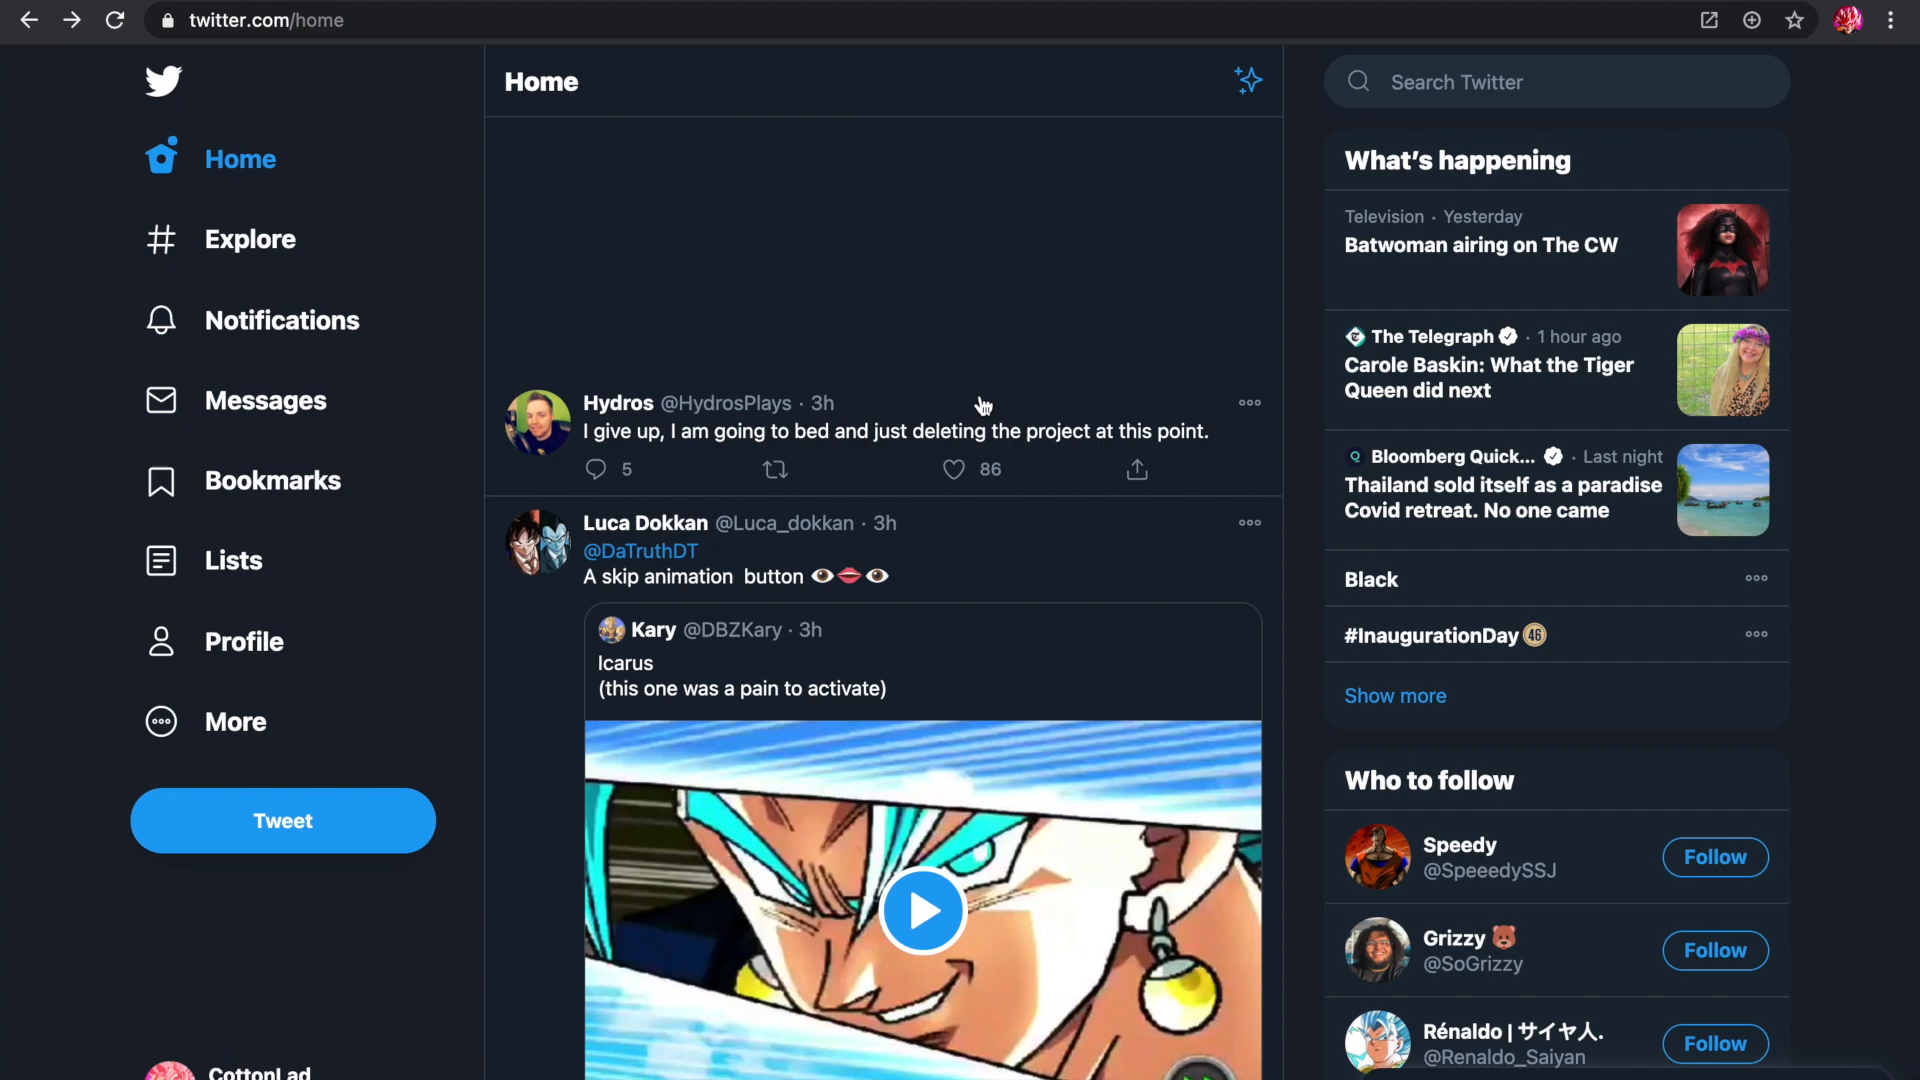 twitter.com/home
Home
Explore
Notifications
Messages
Bookmarks
Lists
Profile
More
Tweet
CottonLad
Home
Hydros @HydrosPlays · 3h
I give up, I am going to bed and just deleting the project at this point.
5 86
Luca Dokkan @Luca_dokkan · 3h
@DaTruthDT
A skip animation button 👁👄👁
Kary @DBZKary · 3h
Icarus
(this one was a pain to activate)
Search Twitter
What's happening
Television · Yesterday
Batwoman airing on The CW
The Telegraph · 1 hour ago
Carole Baskin: What the Tiger
Queen did next
Bloomberg Quick... · Last night
Thailand sold itself as a paradise
Covid retreat. No one came
Black
#InaugurationDay 46
Show more
Who to follow
Speedy
@SpeeedySSJ
Follow
Grizzy 🐻
@SoGrizzy
Follow
Rénaldo | サイヤ人.
@Renaldo_Saiyan
Follow